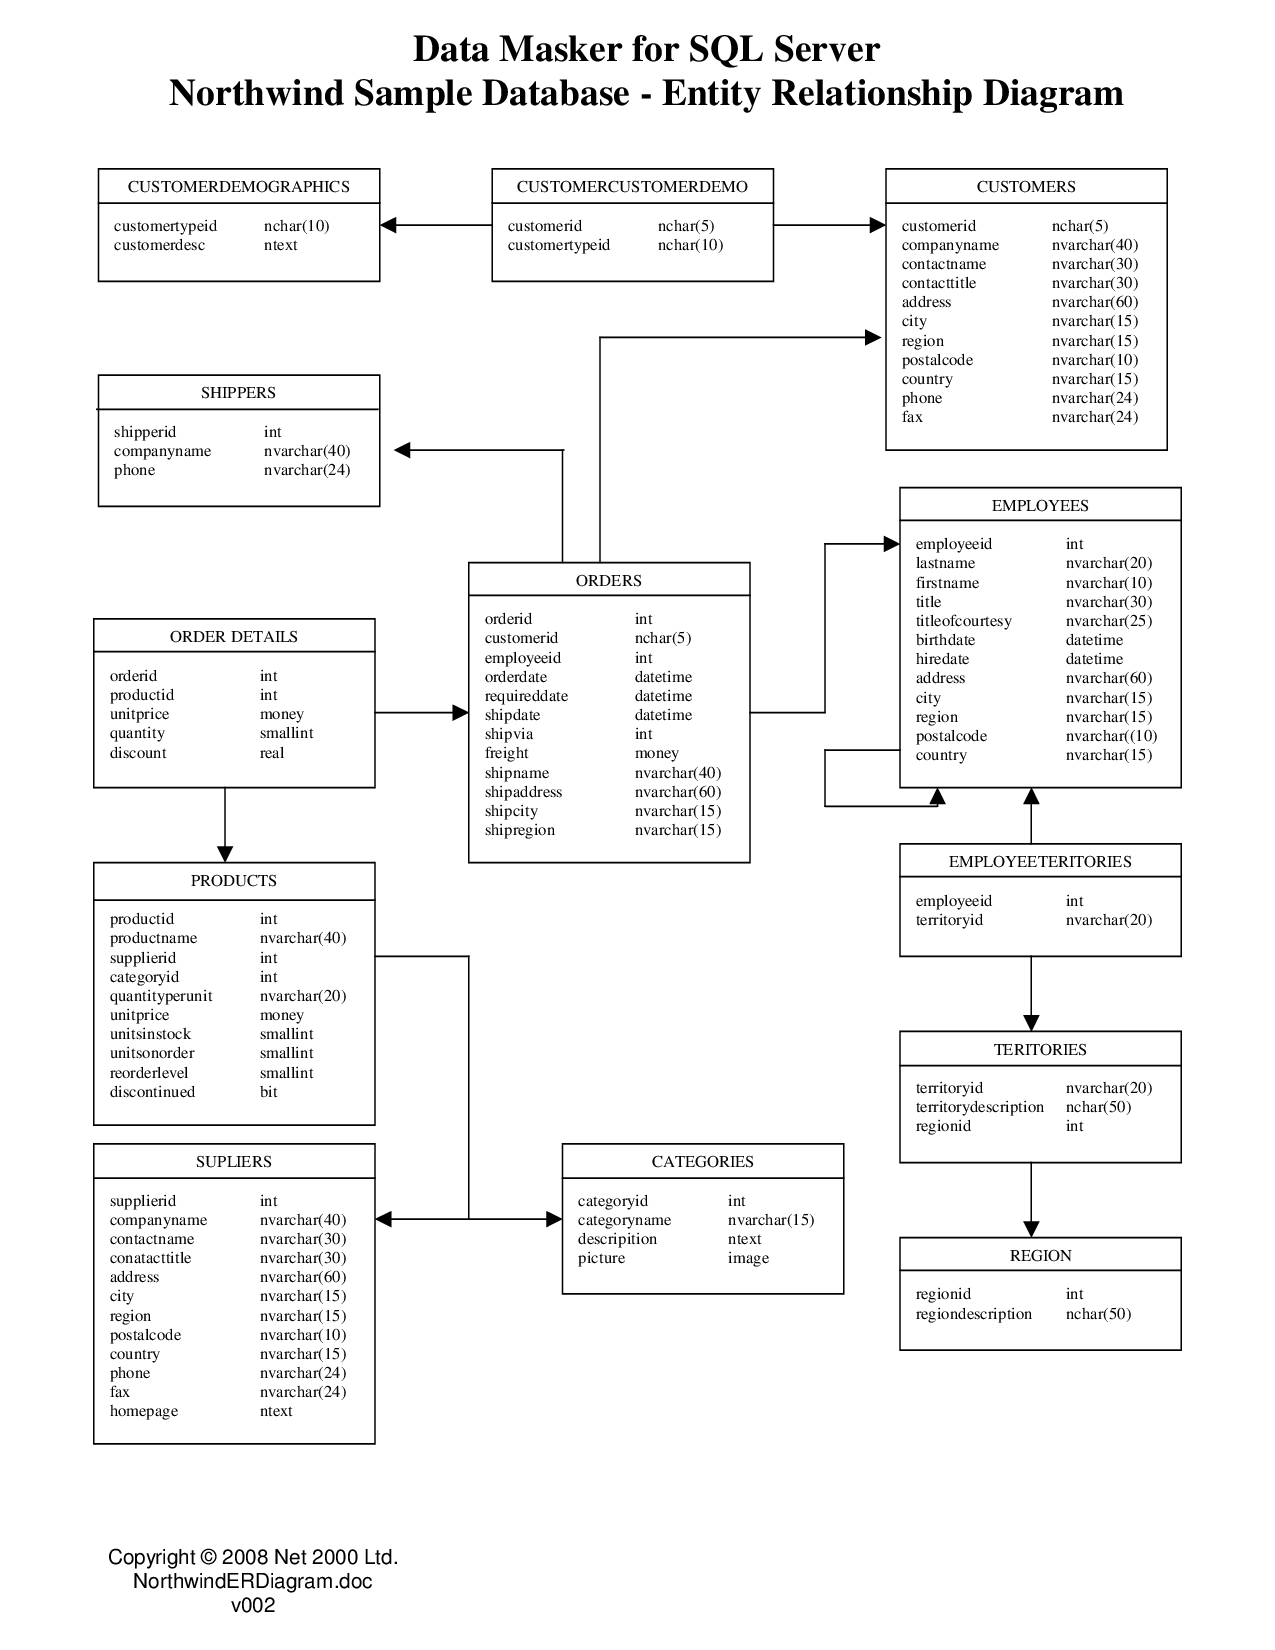 Data Masker for SQL Server
Northwind Sample Database - Entity Relationship Diagram
CUSTOMERDEMOGRAPHICS
customertypeid nchar(10)
customerdesc ntext
CUSTOMERCUSTOMERDEMO
customerid nchar(5)
customertypeid nchar(10)
CUSTOMERS
customerid nchar(5)
companyname nvarchar(40)
contactname nvarchar(30)
contacttitle nvarchar(30)
address nvarchar(60)
city nvarchar(15)
region nvarchar(15)
postalcode nvarchar(10)
country nvarchar(15)
phone nvarchar(24)
fax nvarchar(24)
SHIPPERS
shipperid int
companyname nvarchar(40)
phone nvarchar(24)
EMPLOYEES
employeeid int
lastname nvarchar(20)
firstname nvarchar(10)
title nvarchar(30)
titleofcourtesy nvarchar(25)
birthdate datetime
hiredate datetime
address nvarchar(60)
city nvarchar(15)
region nvarchar(15)
postalcode nvarchar((10)
country nvarchar(15)
ORDERS
orderid int
customerid nchar(5)
employeeid int
orderdate datetime
requireddate datetime
shipdate datetime
shipvia int
freight money
shipname nvarchar(40)
shipaddress nvarchar(60)
shipcity nvarchar(15)
shipregion nvarchar(15)
ORDER DETAILS
orderid int
productid int
unitprice money
quantity smallint
discount real
PRODUCTS
productid int
productname nvarchar(40)
supplierid int
categoryid int
quantityperunit nvarchar(20)
unitprice money
unitsinstock smallint
unitsonorder smallint
reorderlevel smallint
discontinued bit
EMPLOYEETERITORIES
employeeid int
territoryid nvarchar(20)
TERITORIES
territoryid nvarchar(20)
territorydescription nchar(50)
regionid int
SUPLIERS
supplierid int
companyname nvarchar(40)
contactname nvarchar(30)
conatacttitle nvarchar(30)
address nvarchar(60)
city nvarchar(15)
region nvarchar(15)
postalcode nvarchar(10)
country nvarchar(15)
phone nvarchar(24)
fax nvarchar(24)
homepage ntext
CATEGORIES
categoryid int
categoryname nvarchar(15)
descripition ntext
picture image
REGION
regionid int
regiondescription nchar(50)
Copyright © 2008 Net 2000 Ltd.
NorthwindERDiagram.doc
v002